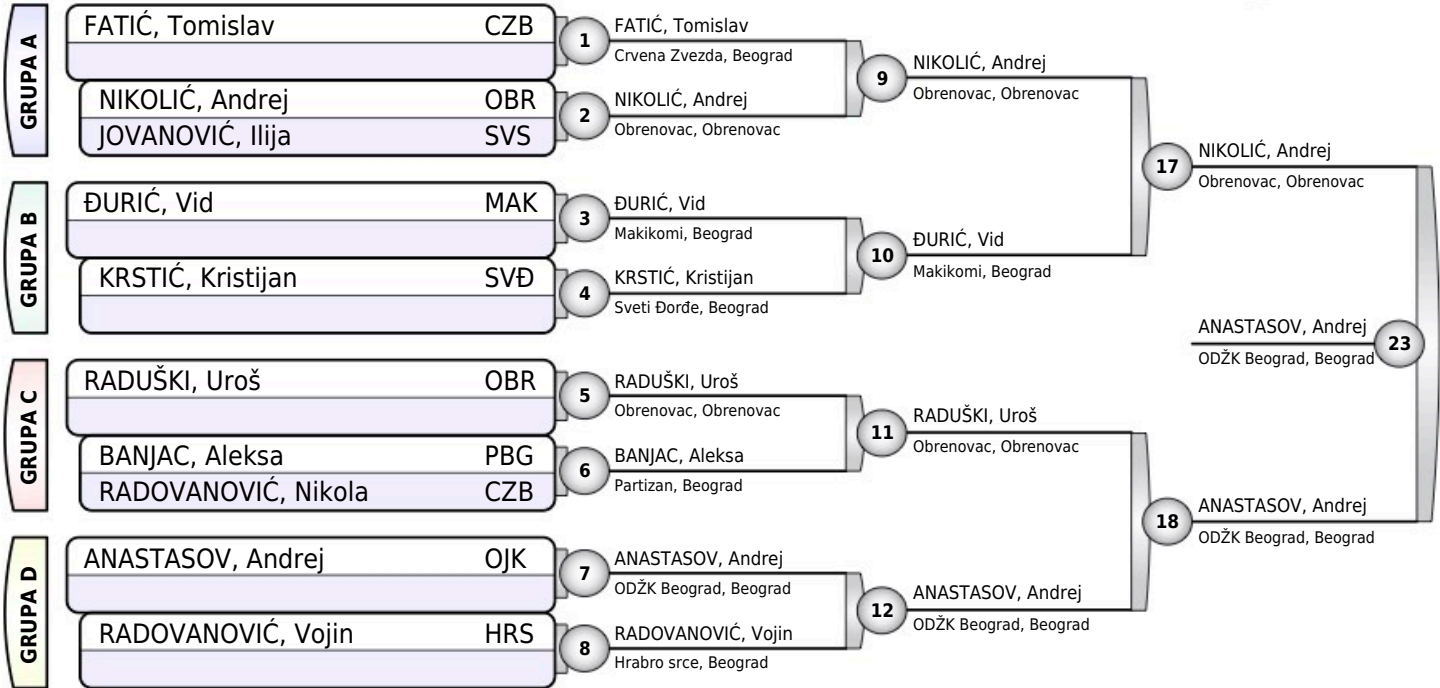 GRUPA A
FATIĆ, Tomislav CZB
NIKOLIĆ, Andrej OBR
JOVANOVIĆ, Ilija SVS
GRUPA B
ĐURIĆ, Vid MAK
KRSTIĆ, Kristijan SVĐ
GRUPA C
RADUŠKI, Uroš OBR
BANJAC, Aleksa PBG
RADOVANOVIĆ, Nikola CZB
GRUPA D
ANASTASOV, Andrej OJK
RADOVANOVIĆ, Vojin HRS
1
FATIĆ, Tomislav
Crvena Zvezda, Beograd
2
NIKOLIĆ, Andrej
Obrenovac, Obrenovac
3
ĐURIĆ, Vid
Makikomi, Beograd
4
KRSTIĆ, Kristijan
Sveti Đorđe, Beograd
5
RADUŠKI, Uroš
Obrenovac, Obrenovac
6
BANJAC, Aleksa
Partizan, Beograd
7
ANASTASOV, Andrej
ODŽK Beograd, Beograd
8
RADOVANOVIĆ, Vojin
Hrabro srce, Beograd
9
NIKOLIĆ, Andrej
Obrenovac, Obrenovac
10
ĐURIĆ, Vid
Makikomi, Beograd
11
RADUŠKI, Uroš
Obrenovac, Obrenovac
12
ANASTASOV, Andrej
ODŽK Beograd, Beograd
17
NIKOLIĆ, Andrej
Obrenovac, Obrenovac
18
ANASTASOV, Andrej
ODŽK Beograd, Beograd
ANASTASOV, Andrej
ODŽK Beograd, Beograd
23